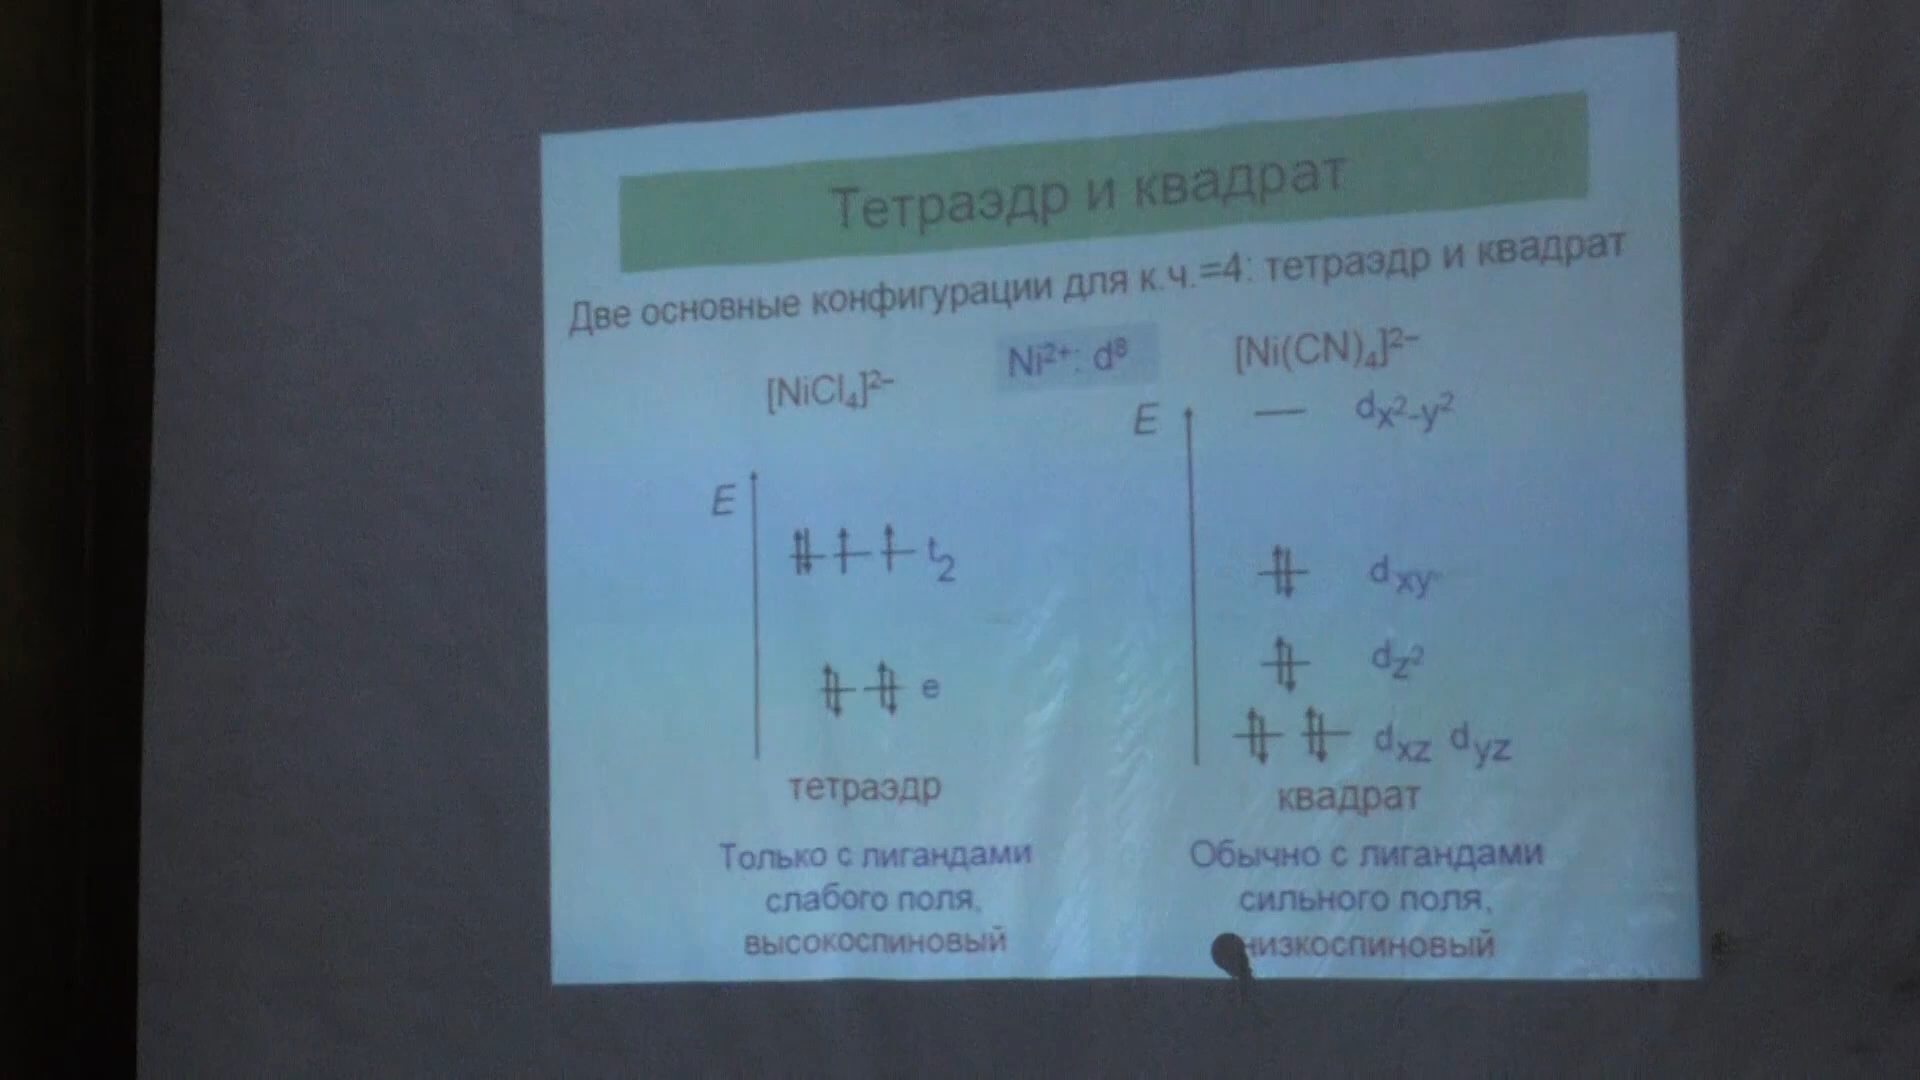 Тетраэдр и квадрат
Две основные конфигурации для к.ч.=4: тетраэдр и квадрат
[NiCl₄]²⁻
Ni²⁺: d⁸
[Ni(CN)₄]²⁻
E
t₂
e
тетраэдр
Только с лигандами
слабого поля,
высокоспиновый
E
dx²-y²
dxy
dz²
dxz dyz
квадрат
Обычно с лигандами
сильного поля,
низкоспиновый